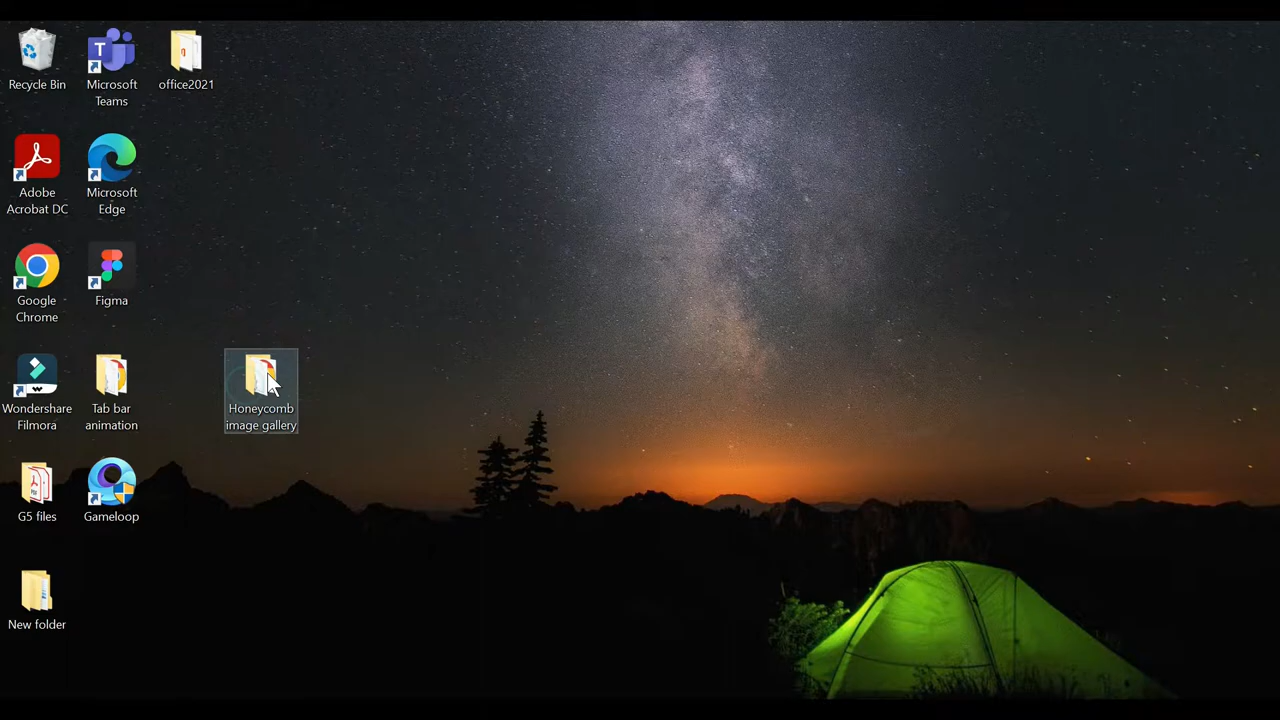 Recycle Bin
Microsoft
Teams
office2021
Adobe
Acrobat DC
Microsoft
Edge
Google
Chrome
Figma
Wondershare
Filmora
Tab bar
animation
Honeycomb
image gallery
G5 files
Gameloop
New folder